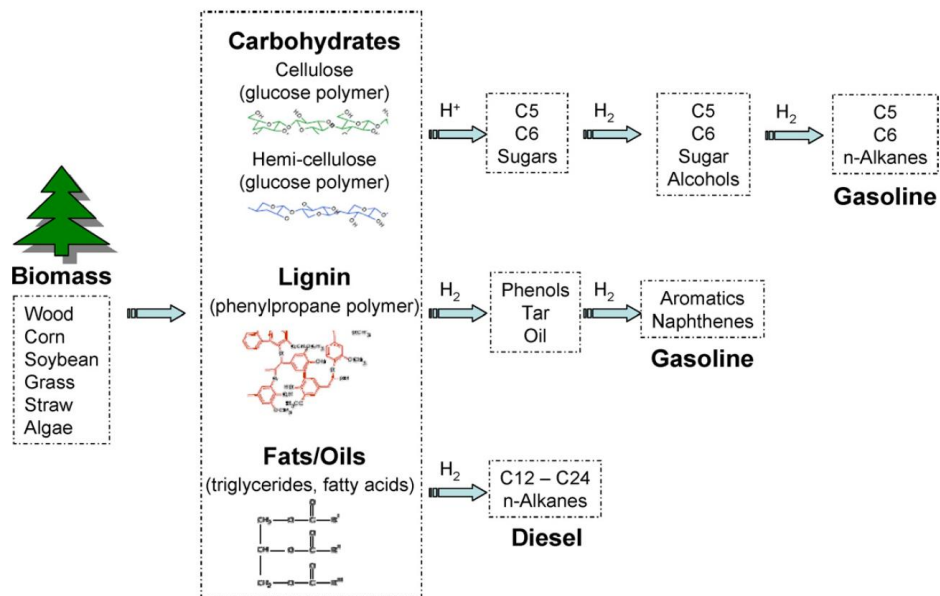 Carbohydrates
Cellulose
(glucose polymer)
Hemi-cellulose
(glucose polymer)
H+
C5
C6
Sugars
H2
C5
C6
Sugar
Alcohols
H2
C5
C6
n-Alkanes
Gasoline
Biomass
Wood
Corn
Soybean
Grass
Straw
Algae
Lignin
(phenylpropane polymer)
H2
Phenols
Tar
Oil
H2
Aromatics
Naphthenes
Gasoline
Fats/Oils
(triglycerides, fatty acids)
H2
C12 – C24
n-Alkanes
Diesel